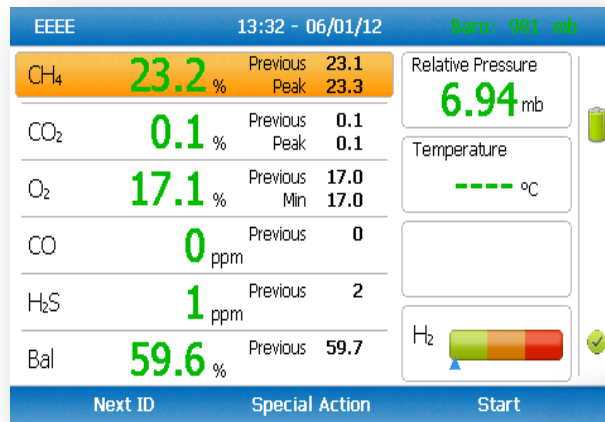 EEEE 13:32 - 06/01/12 Baro: 981 mb
CH₄ 23.2 % Previous 23.1
Peak 23.3
CO₂ 0.1 % Previous 0.1
Peak 0.1
O₂ 17.1 % Previous 17.0
Min 17.0
CO 0 ppm Previous 0
H₂S 1 ppm Previous 2
Bal 59.6 % Previous 59.7
Relative Pressure
6.94 mb
Temperature
---- ºC
H₂
Next ID Special Action Start